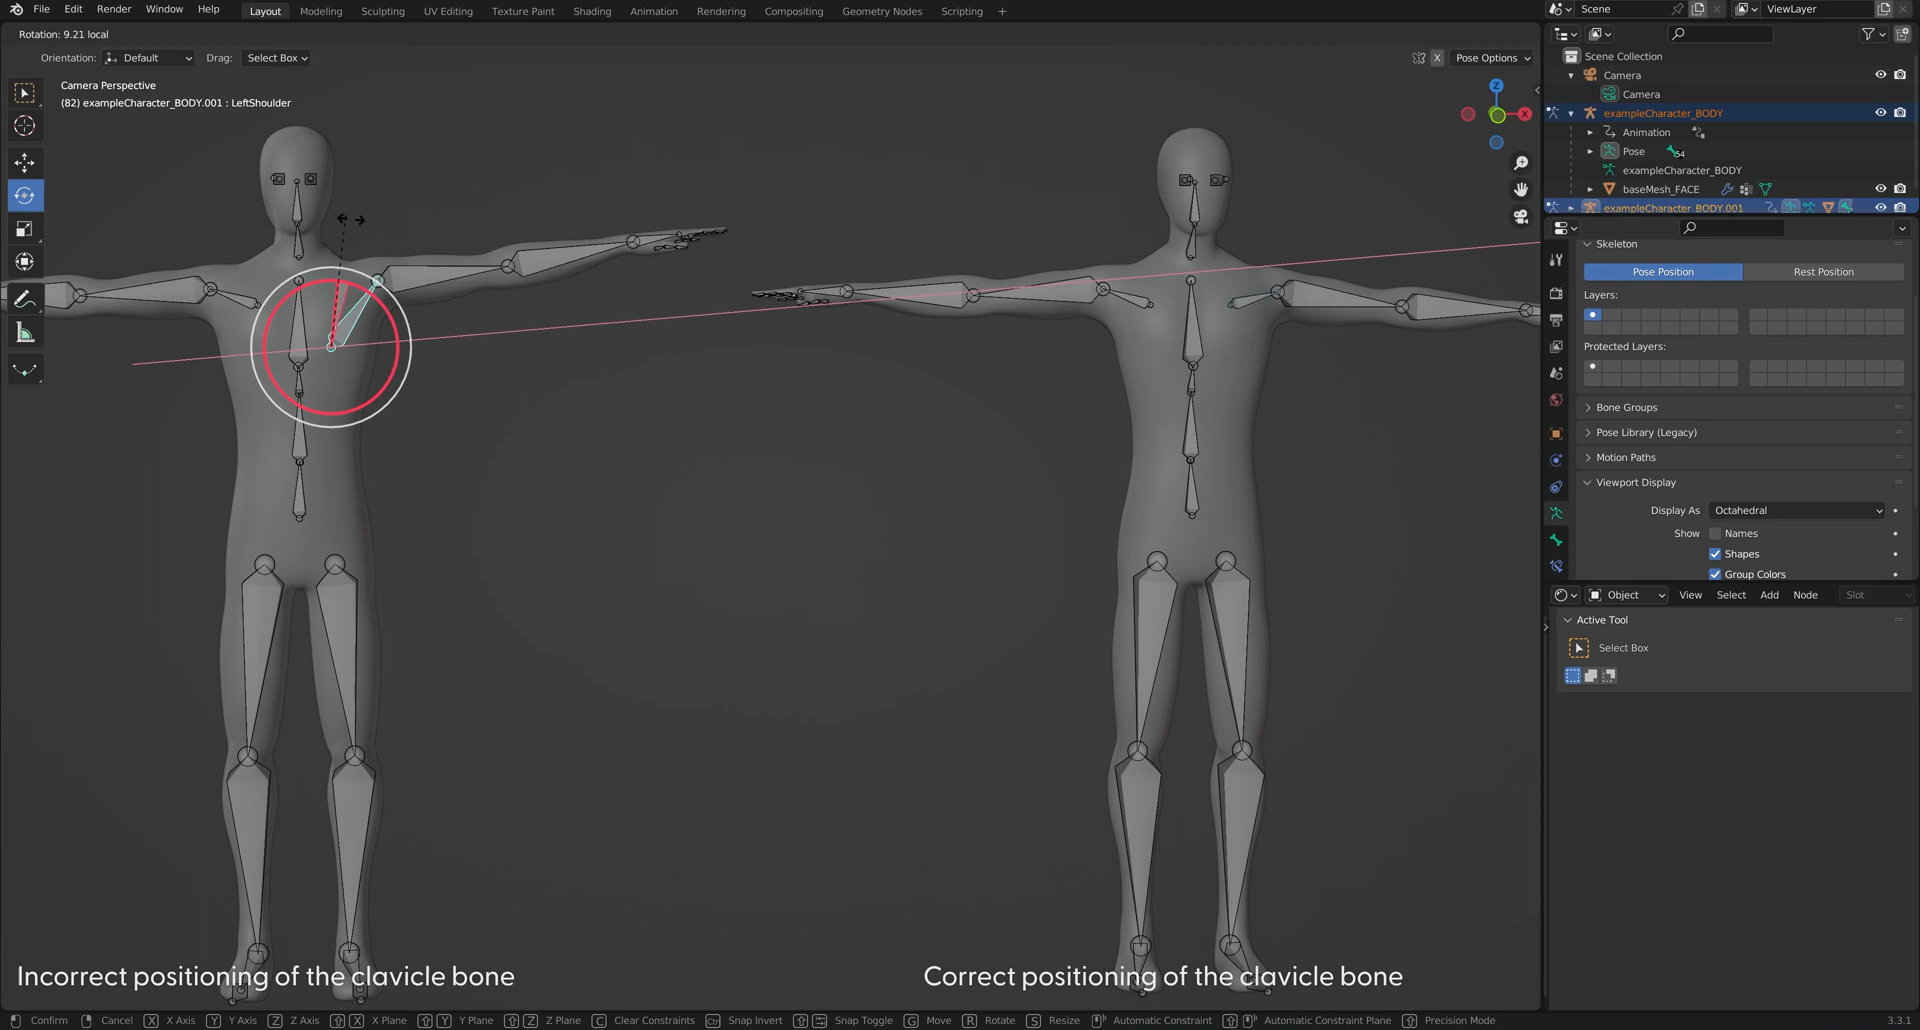 File Edit Render Window Help Layout Modeling Sculpting UV Editing Texture Paint Shading Animation Rendering Compositing Geometry Nodes Scripting + Scene ViewLayer
Rotation: 9.21 local
Orientation: Default Drag: Select Box X Pose Options
Camera Perspective
(82) exampleCharacter_BODY.001 : LeftShoulder
Z
X
Scene Collection
Camera
Camera
exampleCharacter_BODY
Animation
Pose 54
exampleCharacter_BODY
baseMesh_FACE
exampleCharacter_BODY.001
Skeleton
Pose Position Rest Position
Layers:
Protected Layers:
Bone Groups
Pose Library (Legacy)
Motion Paths
Viewport Display
Display As Octahedral
Show Names
Shapes
Group Colors
Object View Select Add Node Slot
Active Tool
Select Box
Incorrect positioning of the clavicle bone
Correct positioning of the clavicle bone
Confirm Cancel X X Axis Y Y Axis Z Z Axis X X Plane Y Y Plane Z Z Plane C Clear Constraints Ctrl Snap Invert Snap Toggle G Move R Rotate S Resize Automatic Constraint Automatic Constraint Plane Precision Mode 3.3.1